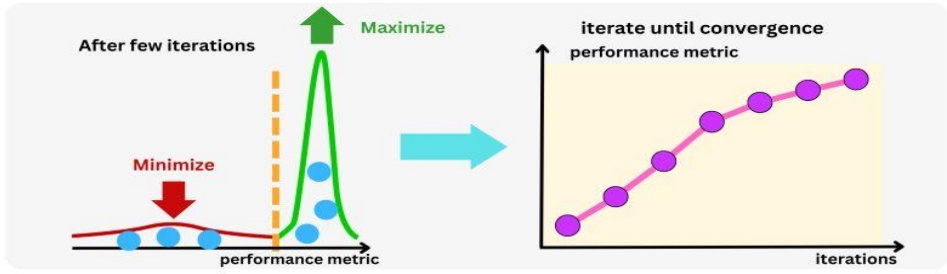 After few iterations
Maximize
Minimize
performance metric
iterate until convergence
performance metric
iterations